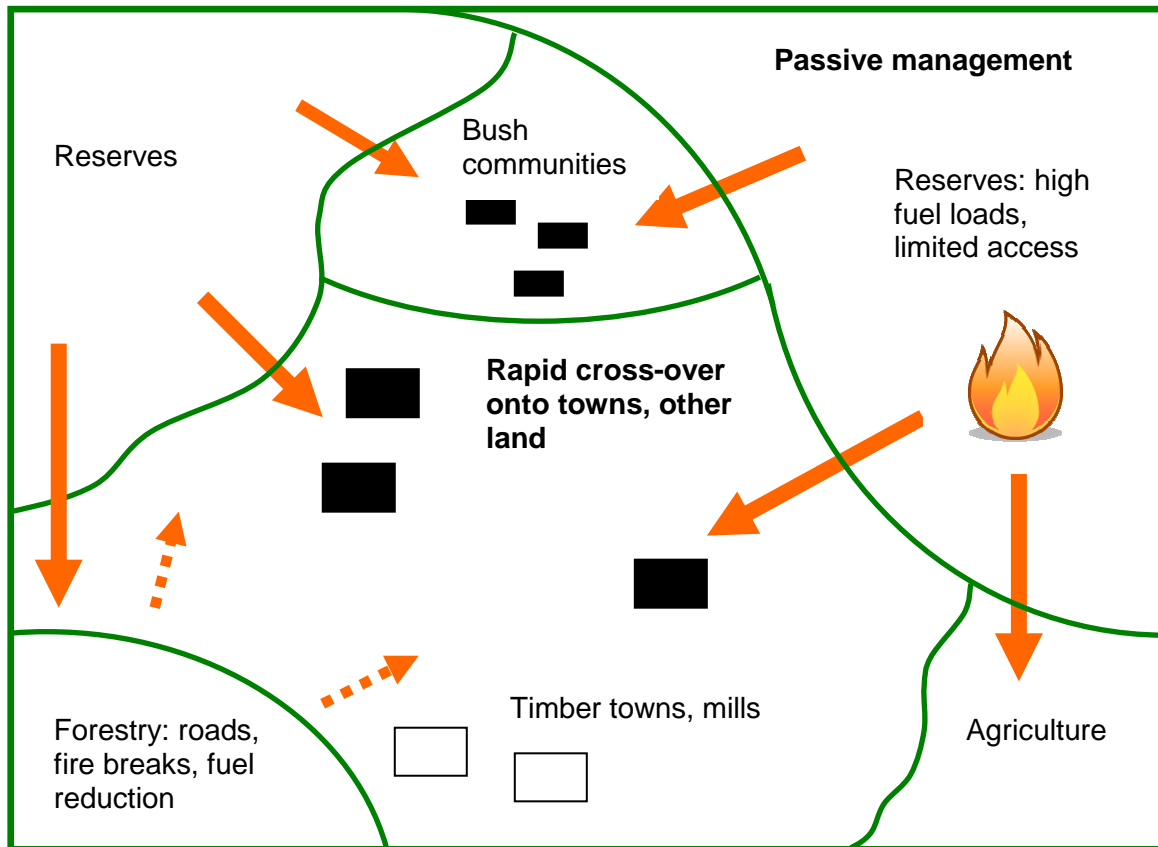 Passive management
Reserves
Bush
communities
Reserves: high
fuel loads,
limited access
Rapid cross-over
onto towns, other
land
Timber towns, mills
Forestry: roads,
fire breaks, fuel
reduction
Agriculture